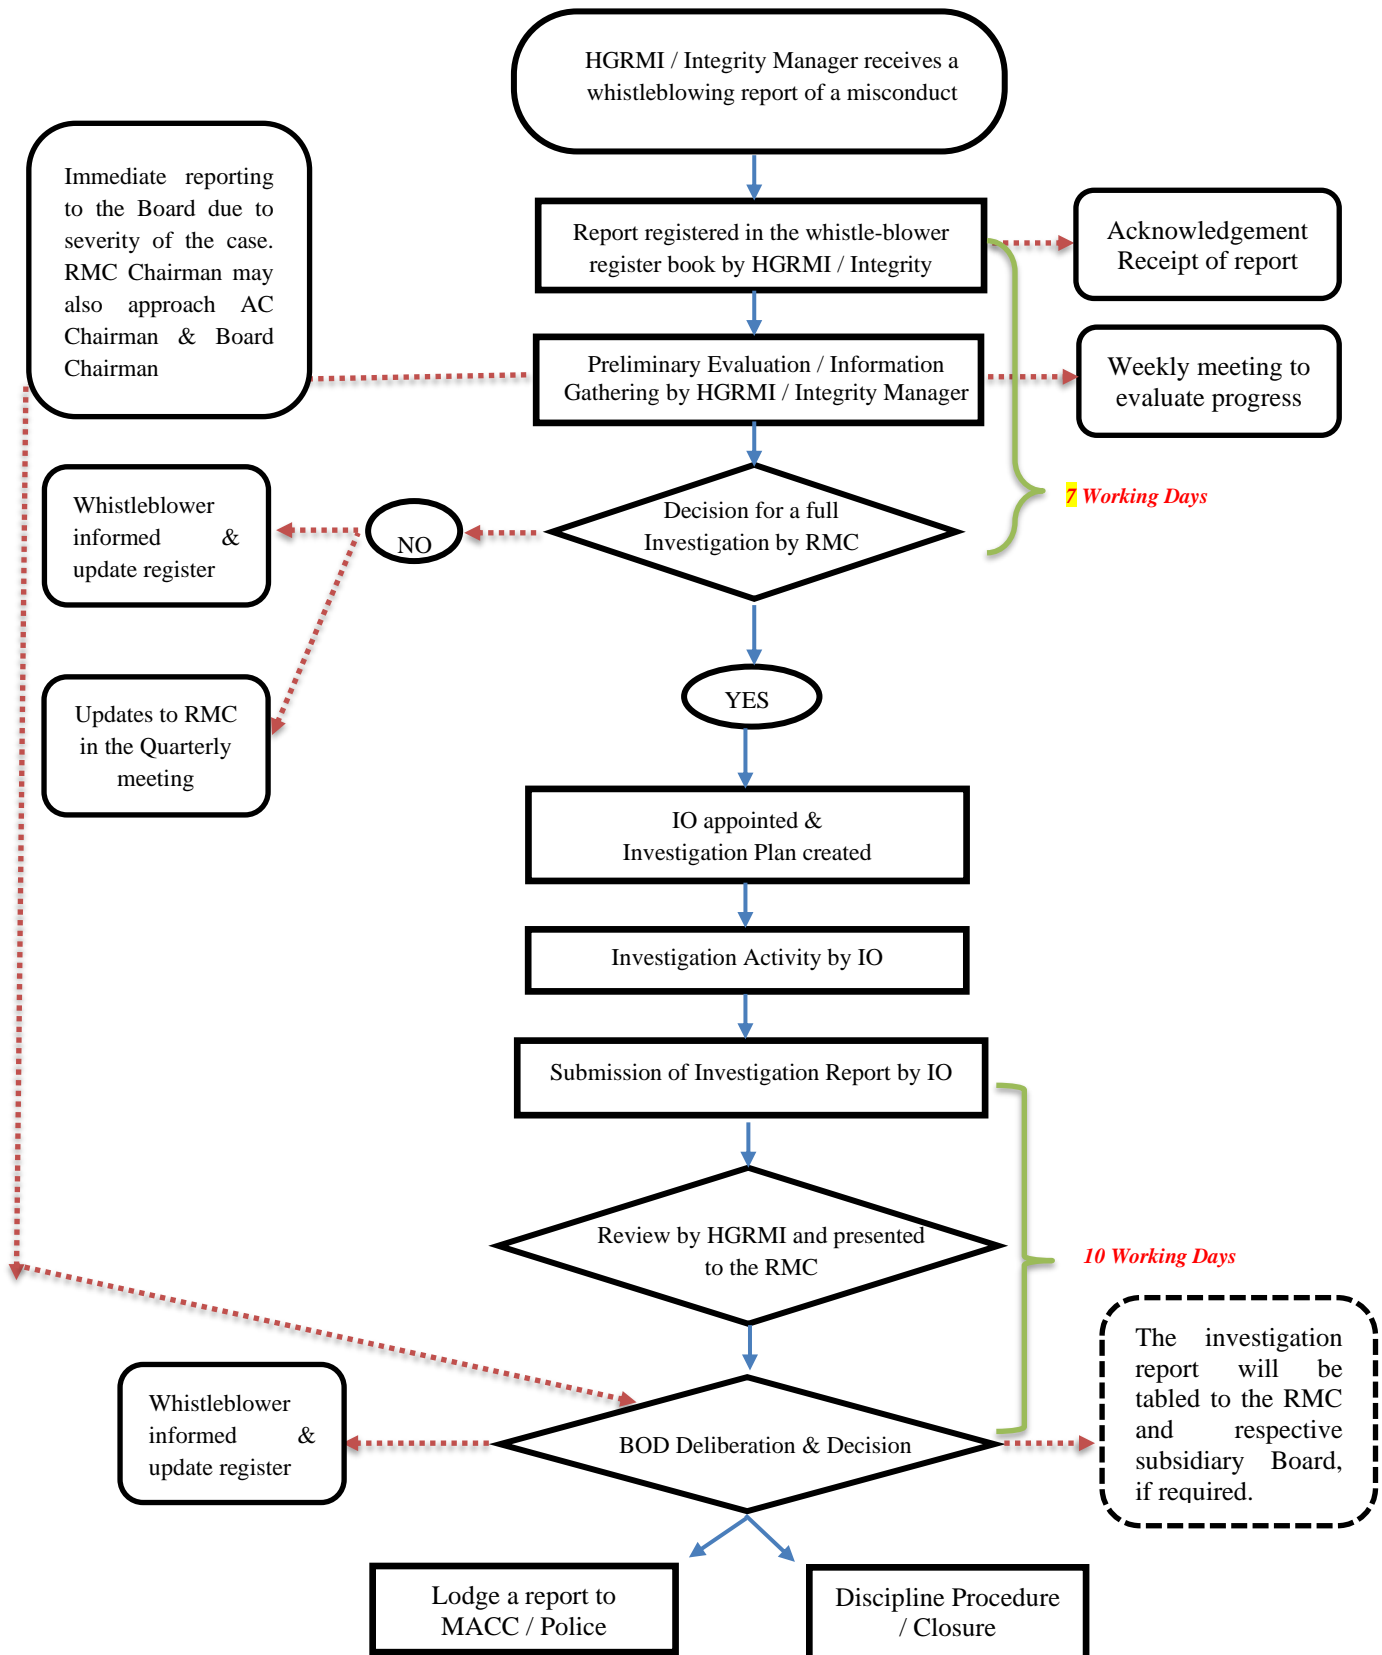 HGRMI / Integrity Manager receives a
whistleblowing report of a misconduct
Immediate reporting
to the Board due to
severity of the case.
RMC Chairman may
also approach AC
Chairman & Board
Chairman
Report registered in the whistle-blower
register book by HGRMI / Integrity
Acknowledgement
Receipt of report
Preliminary Evaluation / Information
Gathering by HGRMI / Integrity Manager
Weekly meeting to
evaluate progress
7 Working Days
Decision for a full
Investigation by RMC
NO
Whistleblower
informed &
update register
Updates to RMC
in the Quarterly
meeting
YES
IO appointed &
Investigation Plan created
Investigation Activity by IO
Submission of Investigation Report by IO
Review by HGRMI and presented
to the RMC
10 Working Days
The investigation
report will be
tabled to the RMC
and respective
subsidiary Board,
if required.
BOD Deliberation & Decision
Whistleblower
informed &
update register
Lodge a report to
MACC / Police
Discipline Procedure
/ Closure